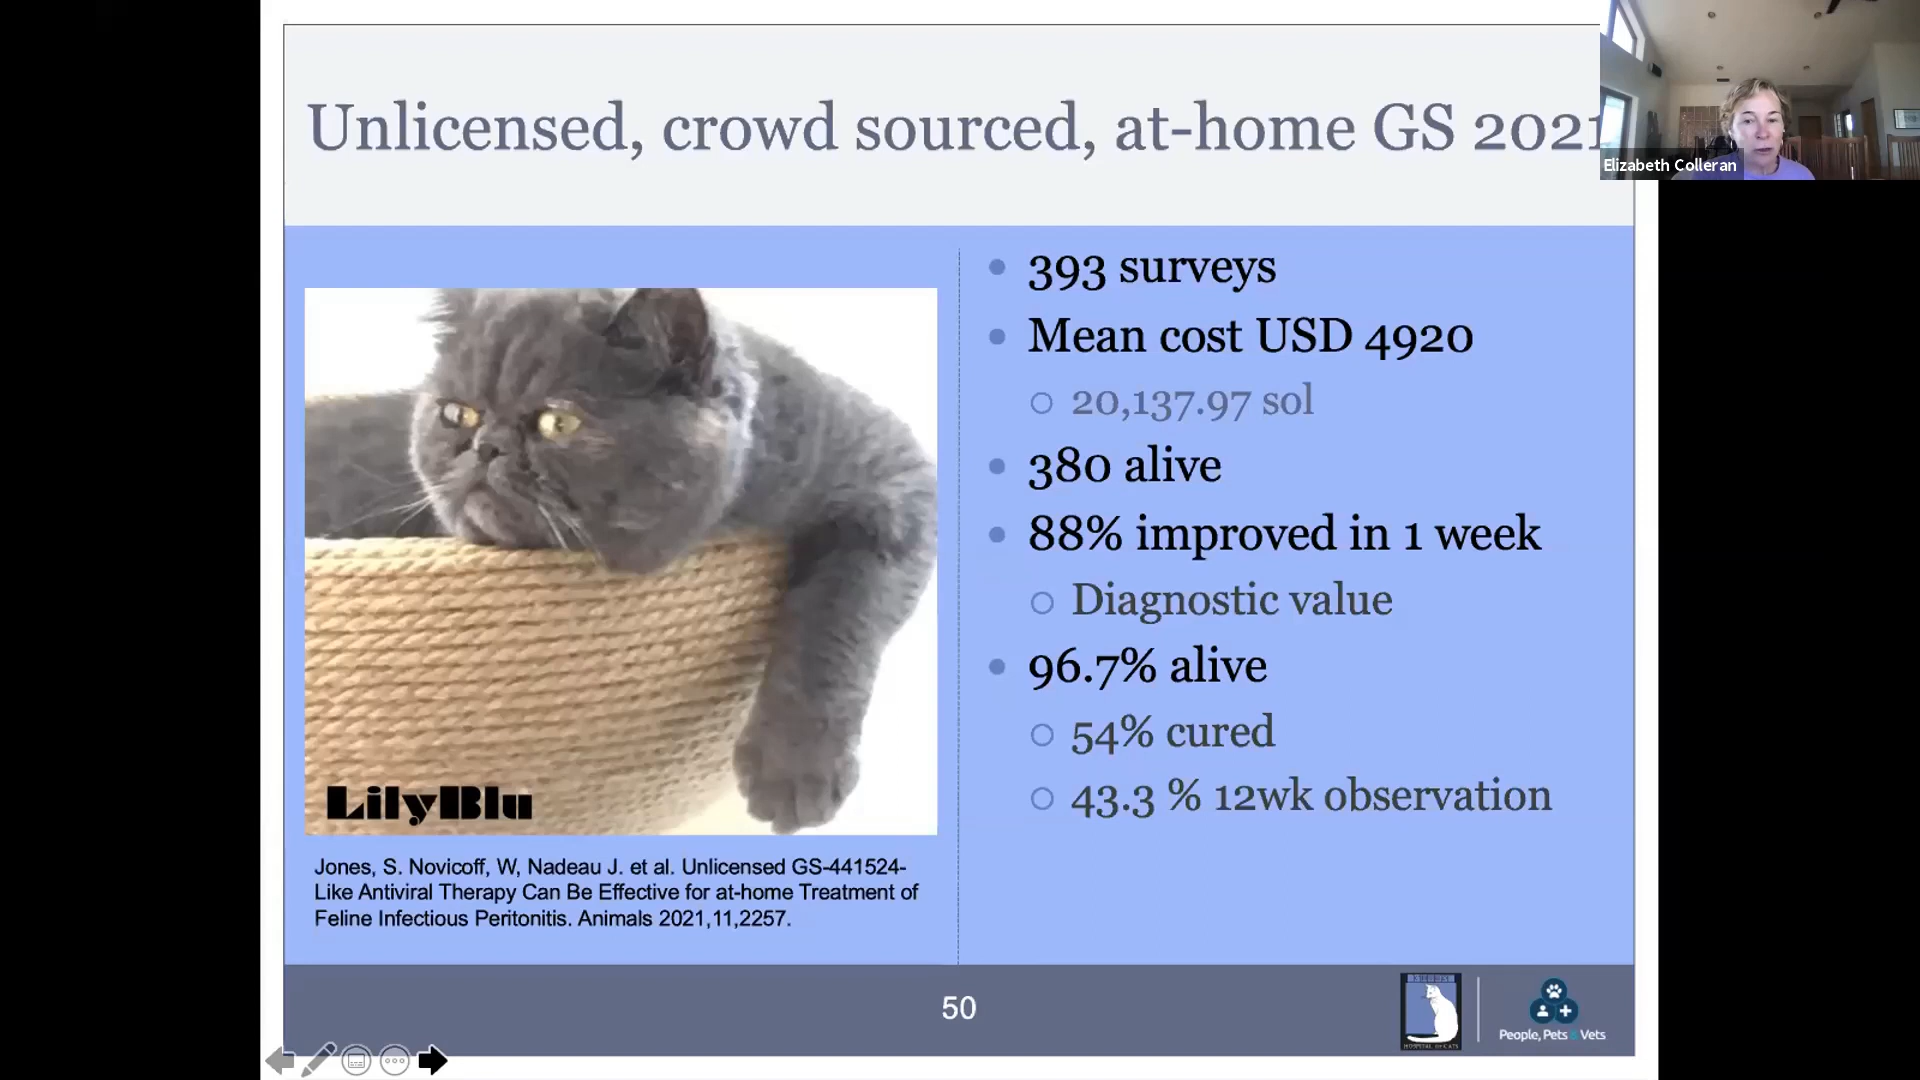 Unlicensed, crowd sourced, at-home GS 2021
Elizabeth Colleran
393 surveys
Mean cost USD 4920
20,137.97 sol
380 alive
88% improved in 1 week
Diagnostic value
96.7% alive
54% cured
43.3 % 12wk observation
LilyBlu
Jones, S. Novicoff, W, Nadeau J. et al. Unlicensed GS-441524-
Like Antiviral Therapy Can Be Effective for at-home Treatment of
Feline Infectious Peritonitis. Animals 2021,11,2257.
50
HOSPITAL for CATS
People, Pets & Vets